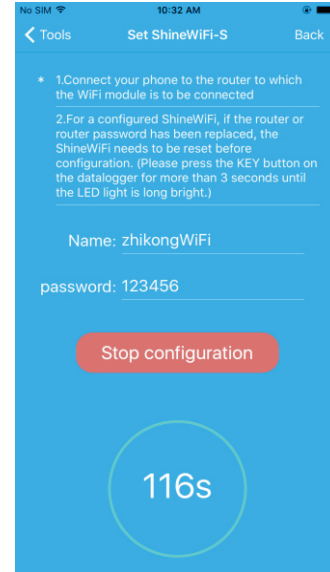 No SIM 10:32 AM
Tools Set ShineWiFi-S Back
* 1.Connect your phone to the router to which
the WiFi module is to be connected
2.For a configured ShineWiFi, if the router or
router password has been replaced, the
ShineWiFi needs to be reset before
configuration. (Please press the KEY button on
the datalogger for more than 3 seconds until
the LED light is long bright.)
Name: zhikongWiFi
password: 123456
Stop configuration
116s